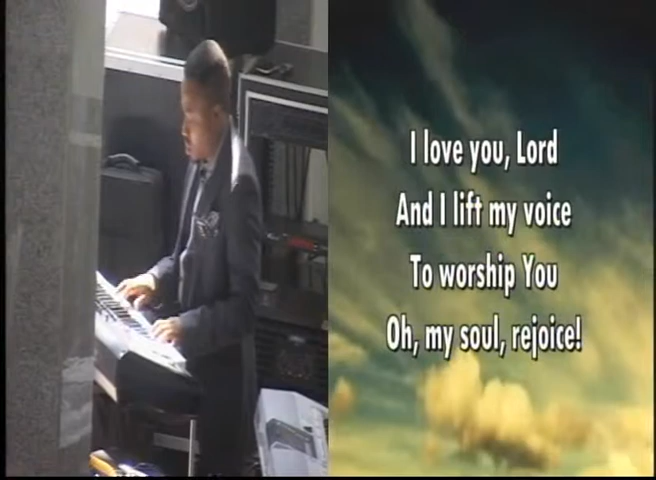 I love you, Lord
And I lift my voice
To worship You
Oh, my soul, rejoice!